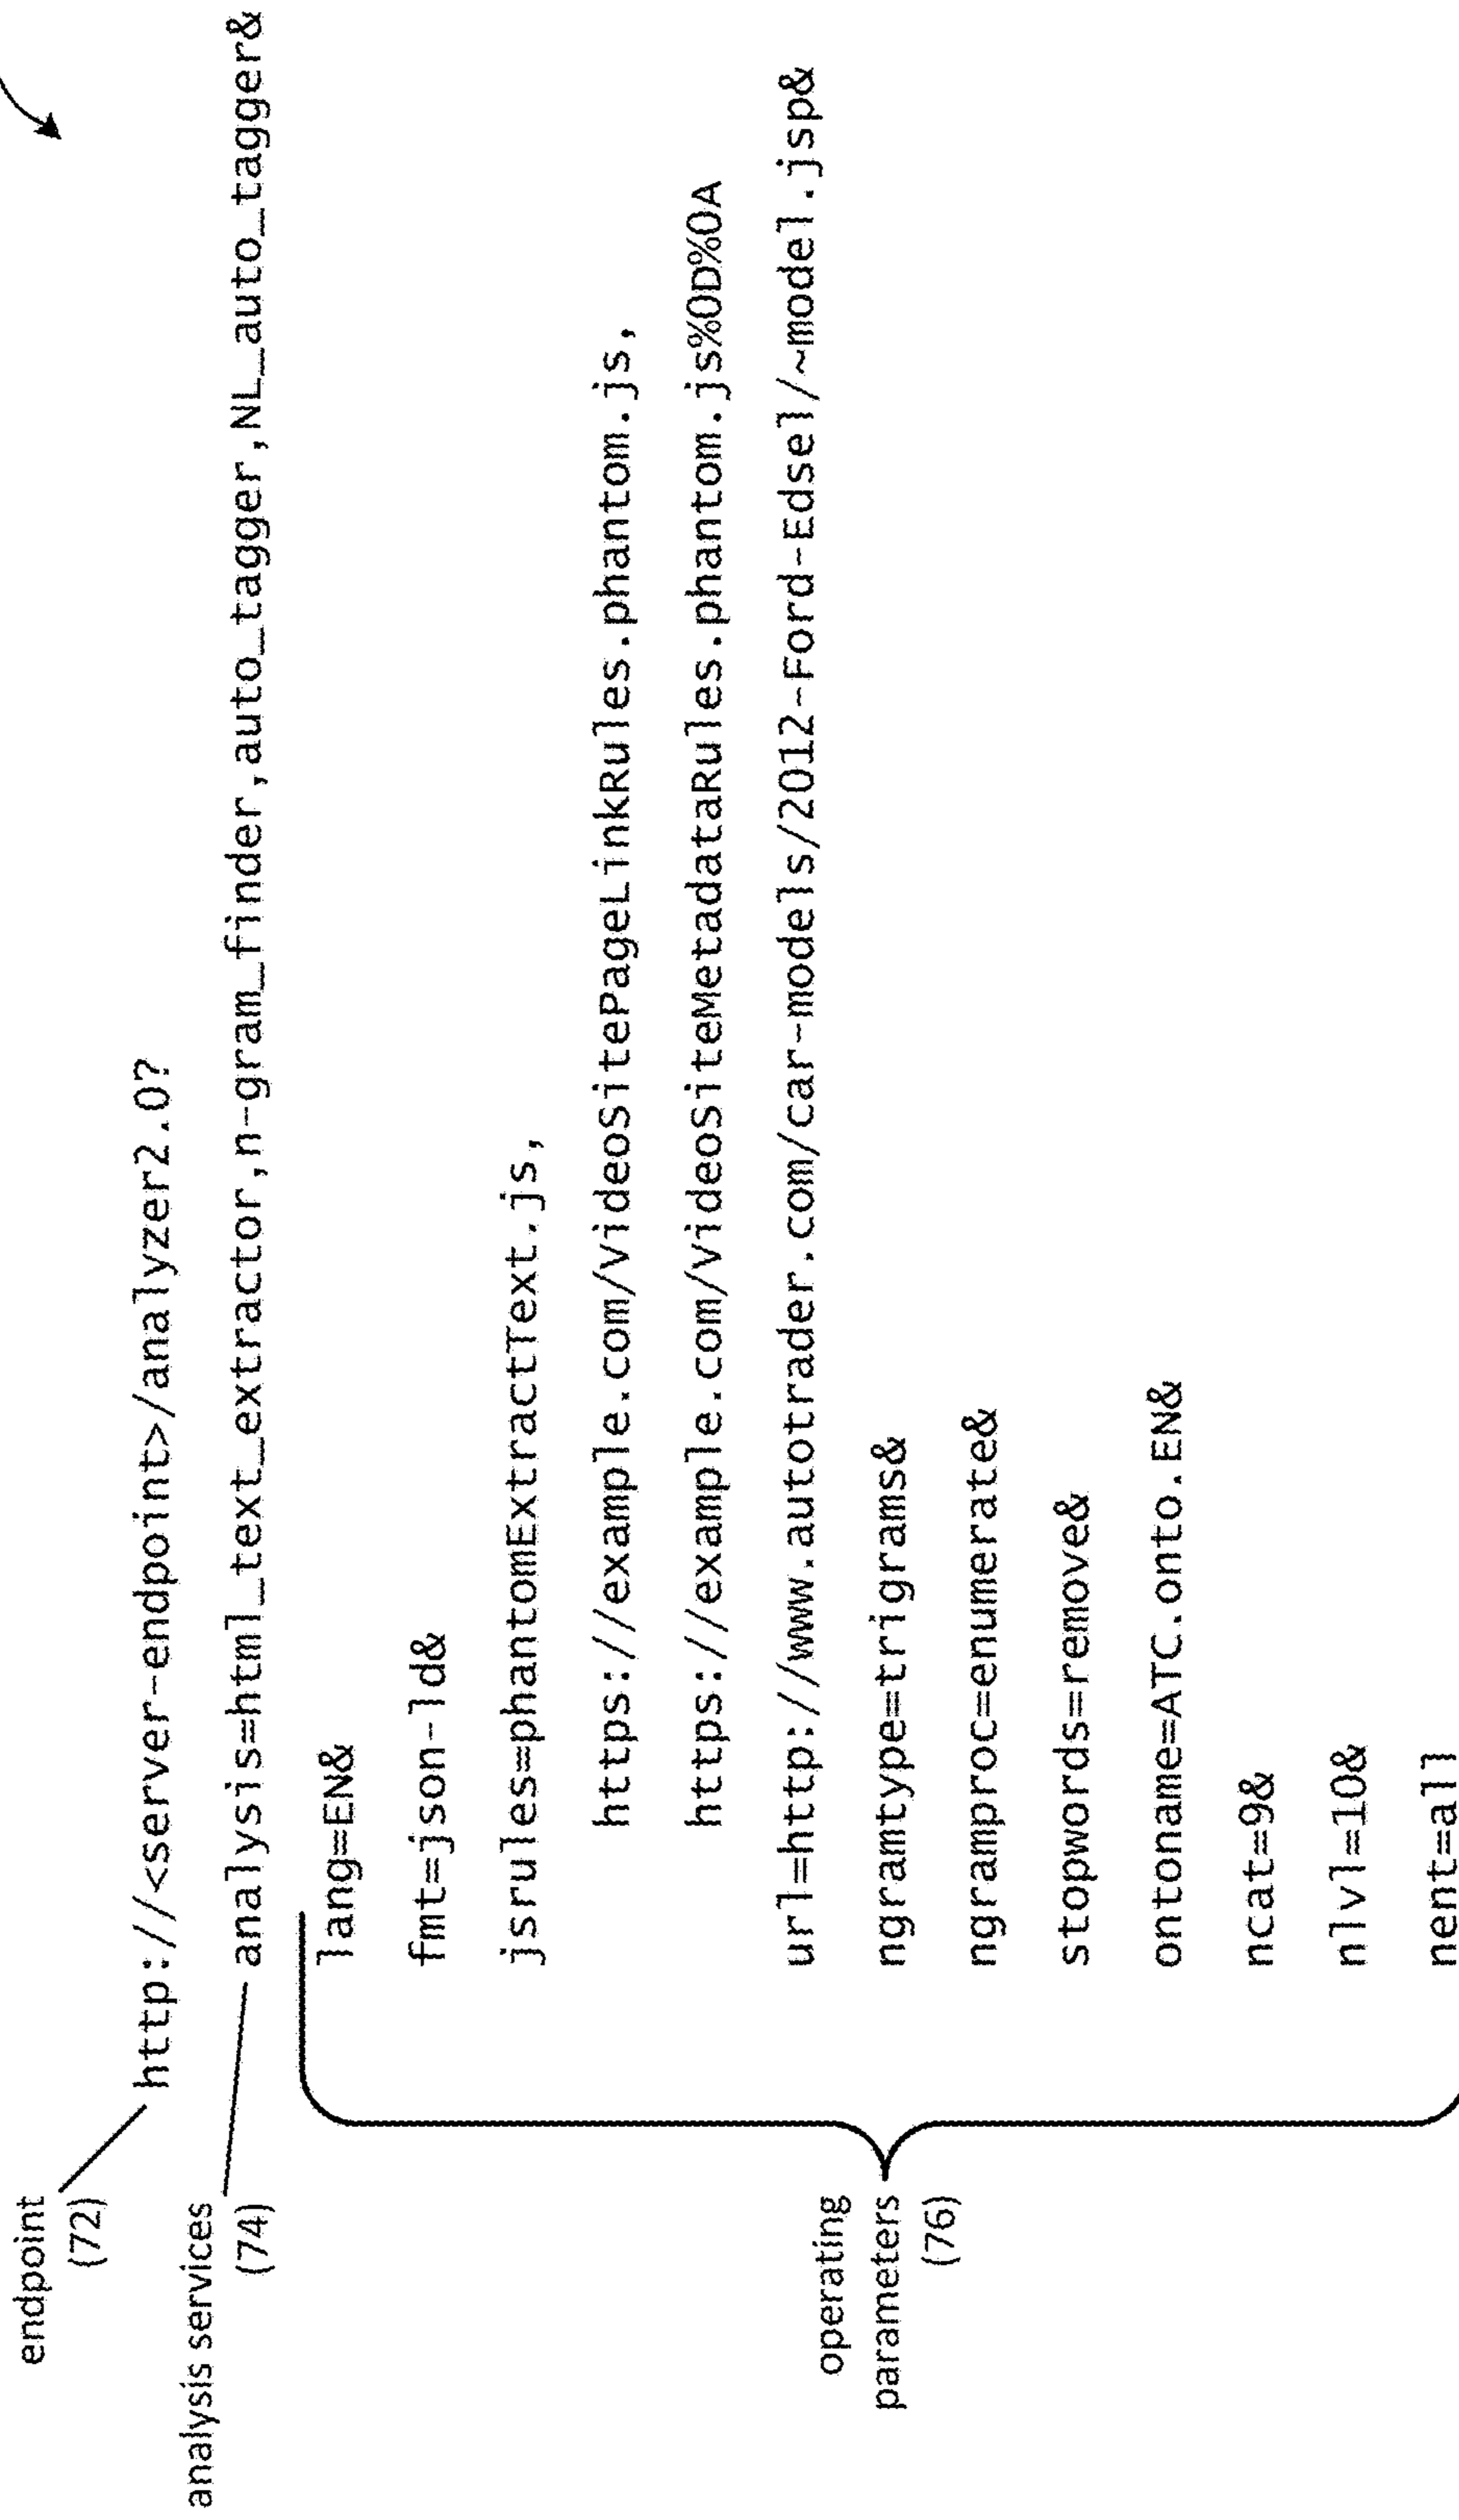 endpoint
(72)
http://<server-endpoint>/analyzer2.0?
analysis services
(74)
analysis=html_text_extractor,n-gram_finder,auto_tagger,NL_auto_tagger&
operating
parameters
(76)
lang=EN&
fmt=json-ld&
jsrules=phantomExtractText.js,
https://example.com/videoSitePageLinkRules.phantom.js,
https://example.com/videoSiteMetadataRules.phantom.js%0D%0A
url=http://www.autotrader.com/car-models/2012-Ford-Edsel/~model.jsp&
ngramtype=trigrams&
ngramproc=enumerate&
stopwords=remove&
ontoname=ATC.onto.EN&
ncat=9&
nlvl=10&
nent=all